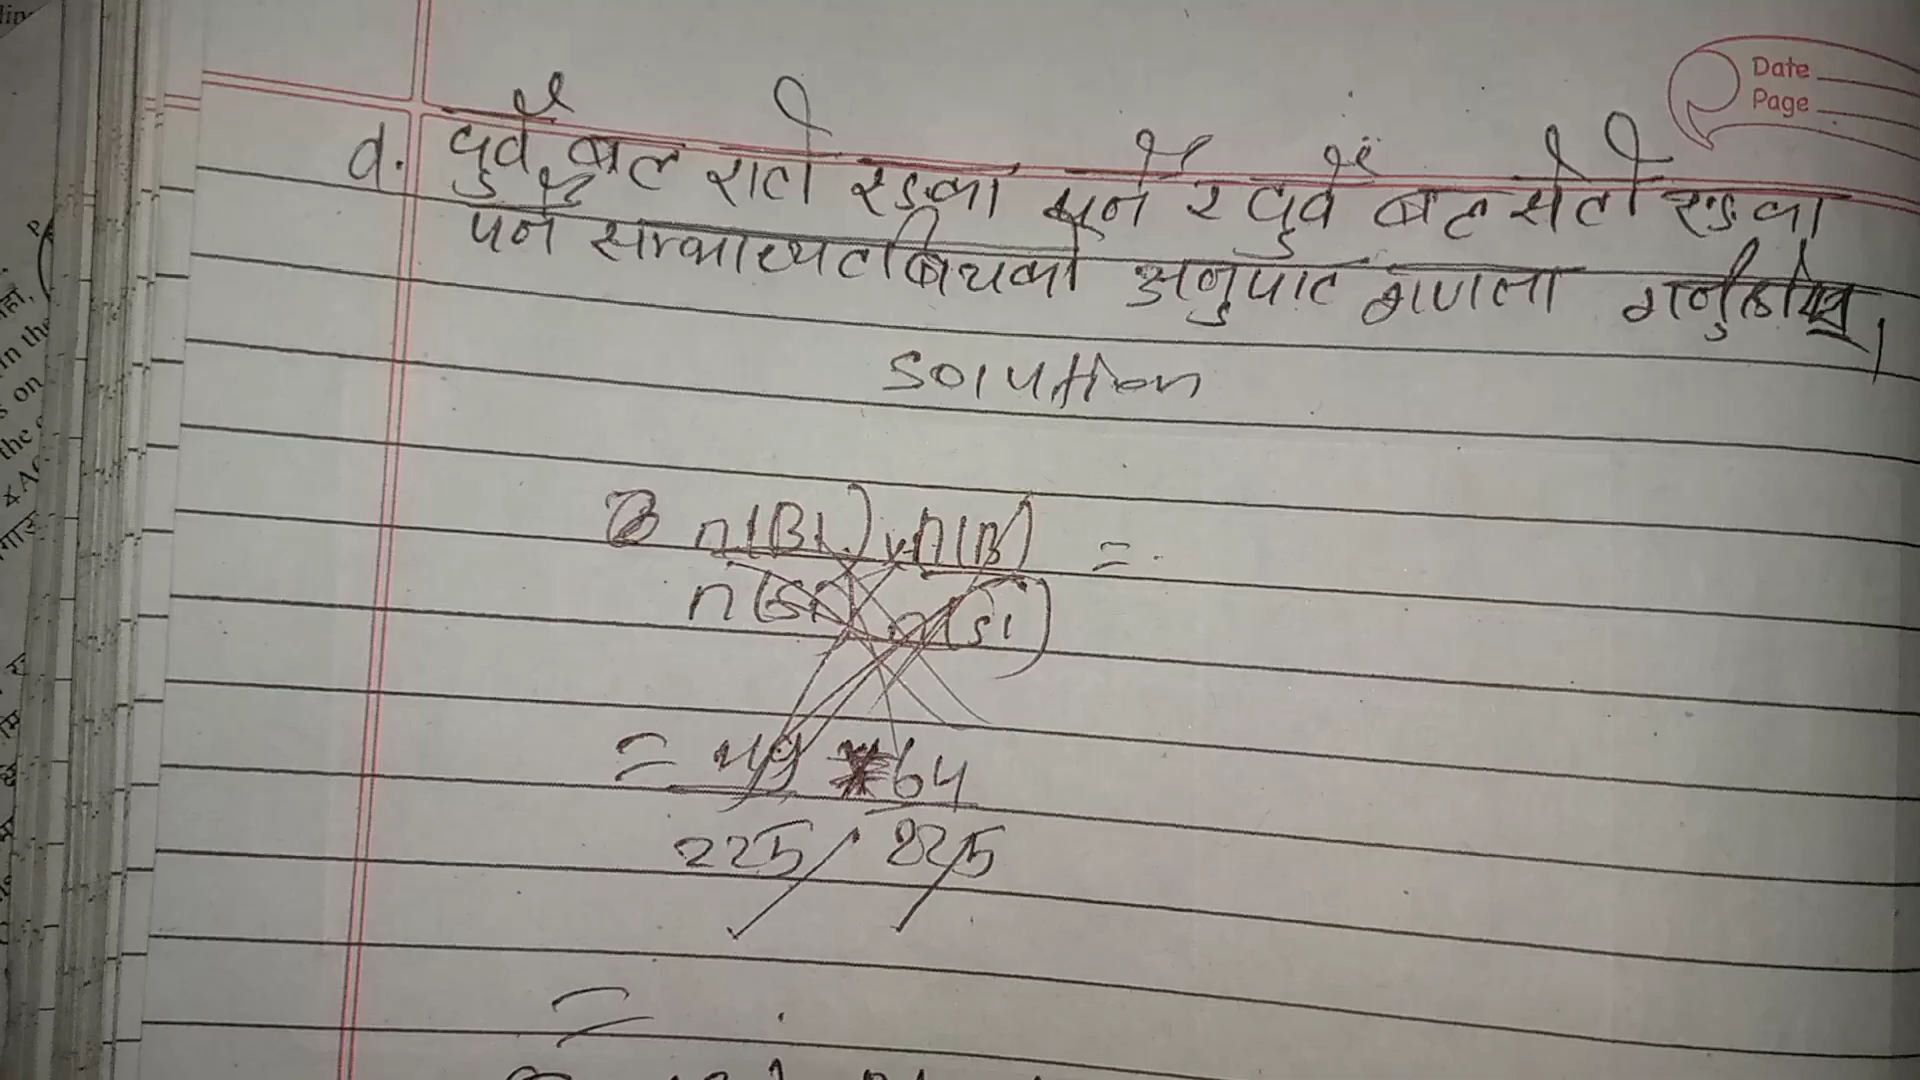 Date
Page
d. दुवै बल रातो रङका पर्ने र दुवै बल सेतो रङका
पर्ने सम्भाव्यताबिचको अनुपात गणना गर्नुहोस्।
solution
n(B1) × n(B) =
n(S) n(S1)
= 49 64
225 / 225
=